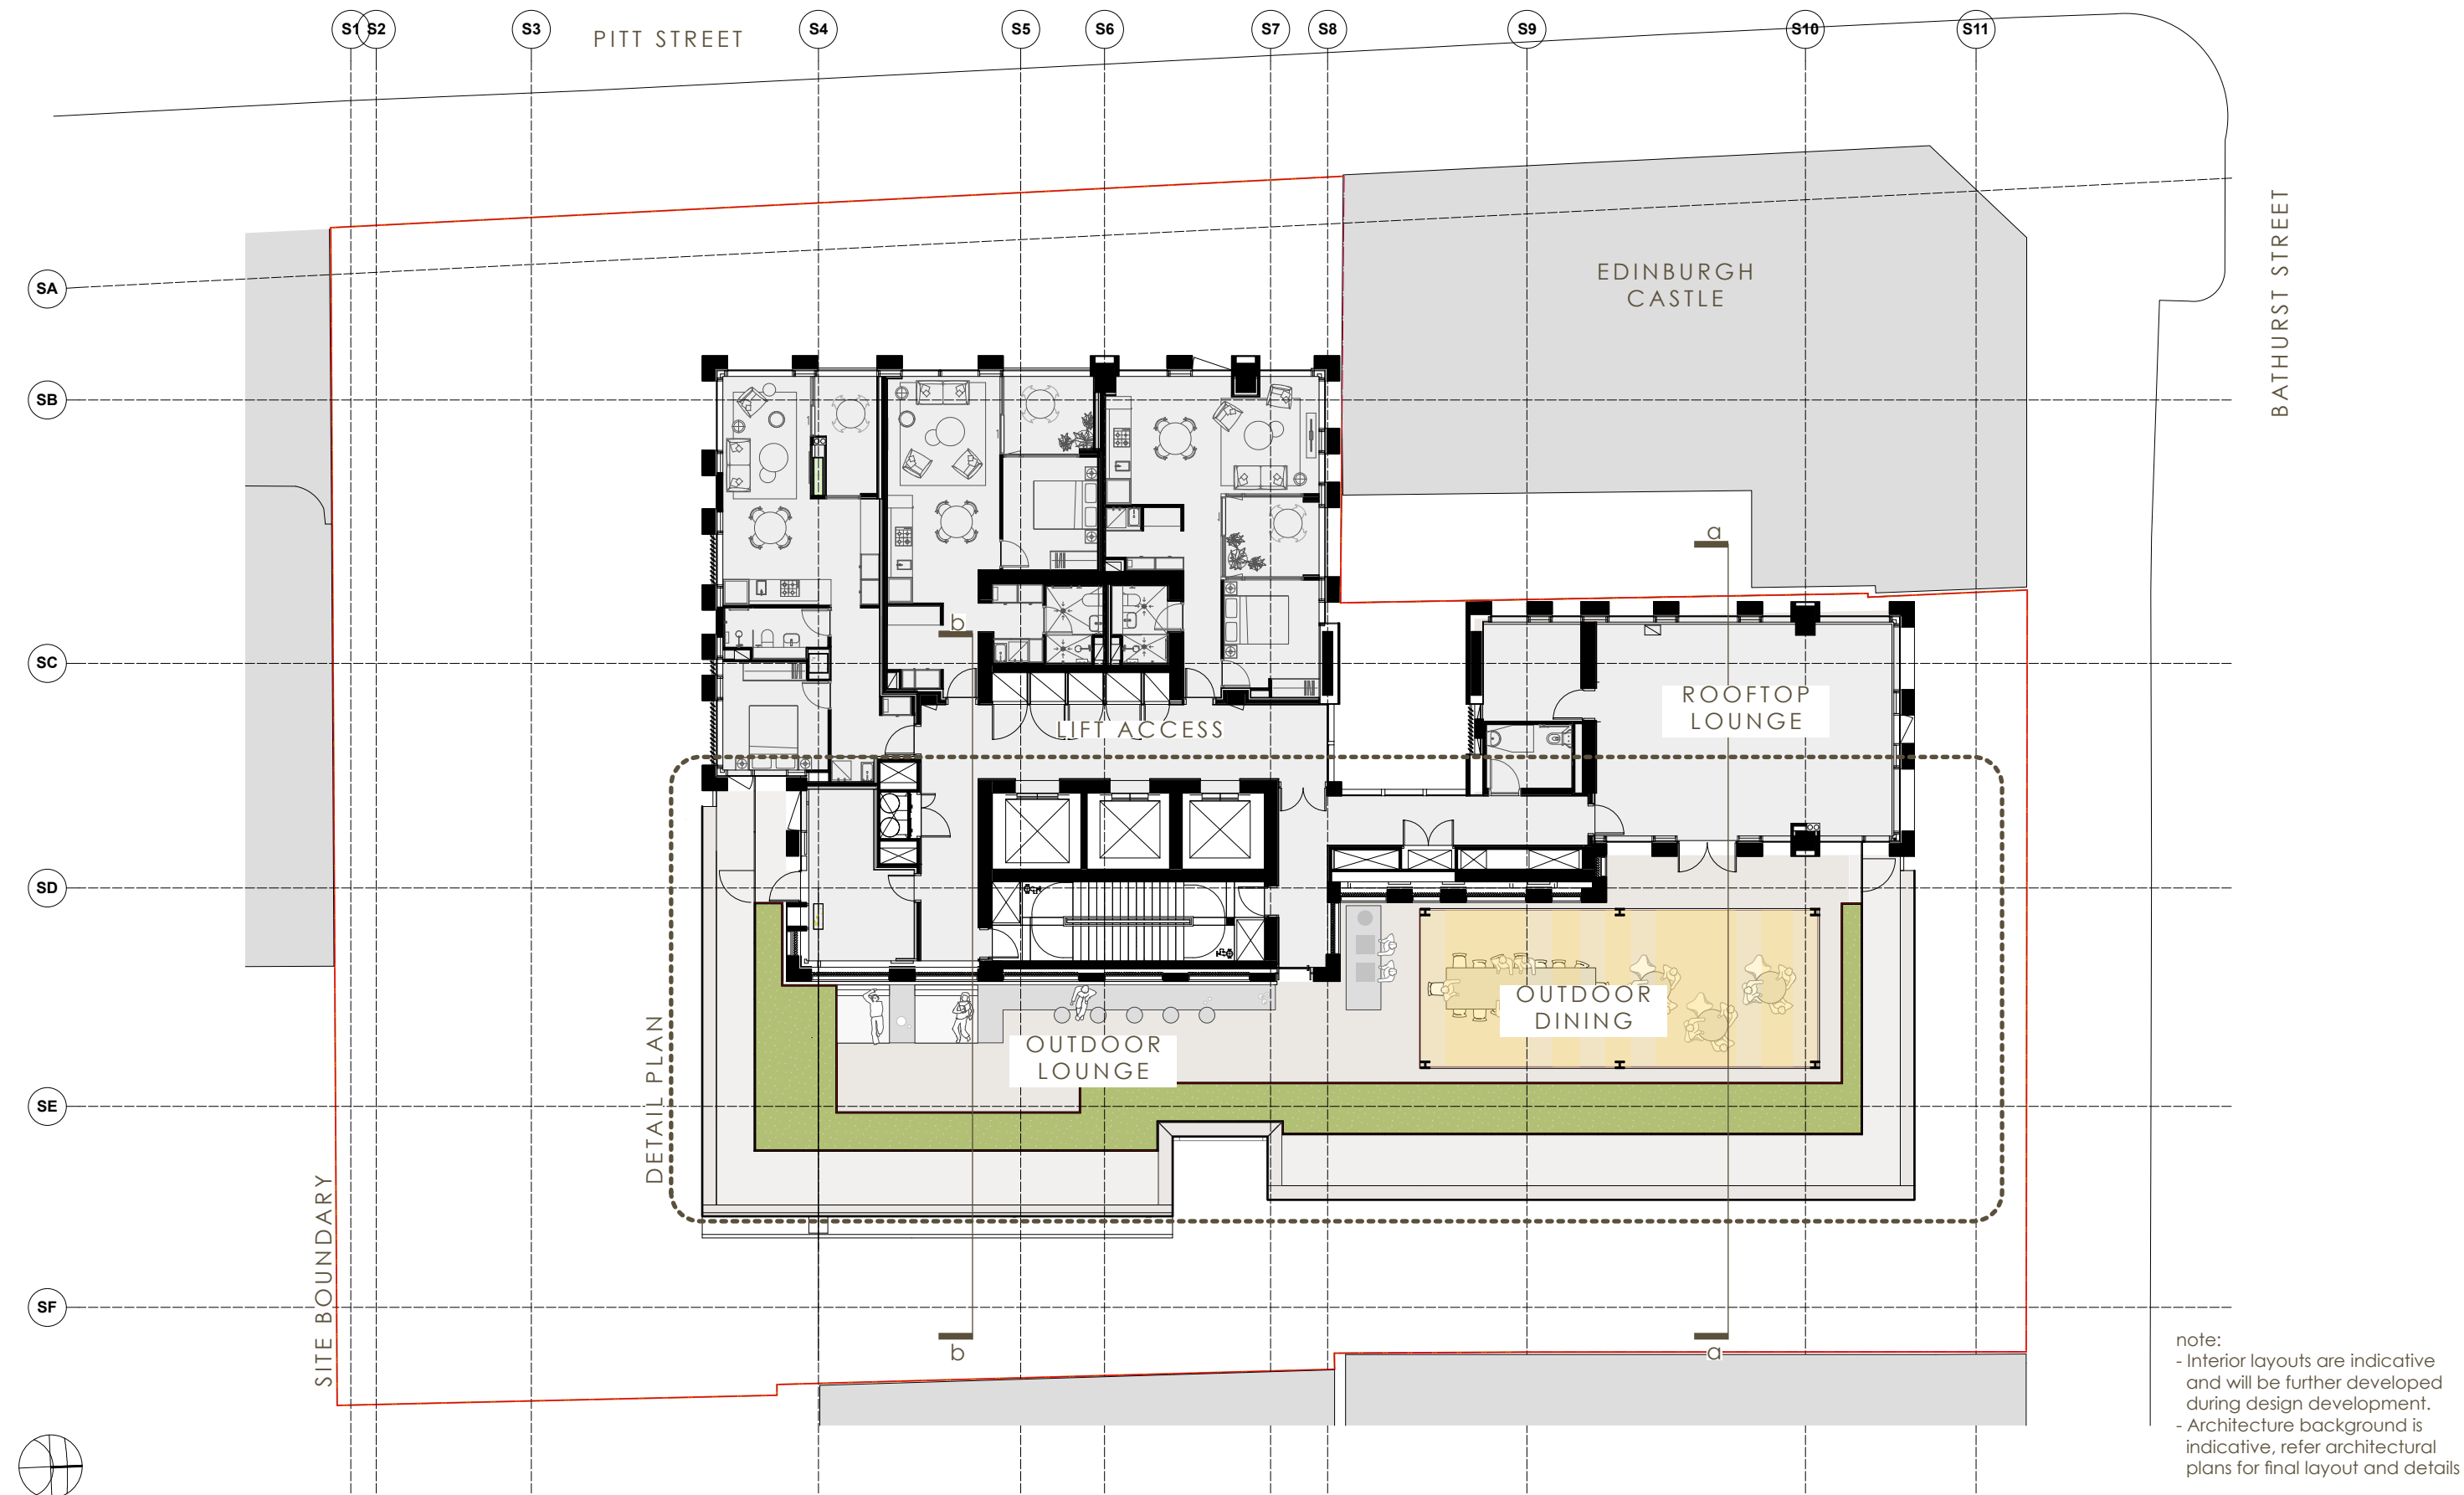 S1
S2
S3
PITT STREET
S4
S5
S6
S7
S8
S9
S10
S11
BATHURST STREET
EDINBURGH
CASTLE
SA
SB
a
b
SC
ROOFTOP
LOUNGE
LIFT ACCESS
SD
OUTDOOR
DINING
OUTDOOR
LOUNGE
DETAIL PLAN
SE
SITE BOUNDARY
SF
b
a
note:
- Interior layouts are indicative
and will be further developed
during design development.
- Architecture background is
indicative, refer architectural
plans for final layout and details